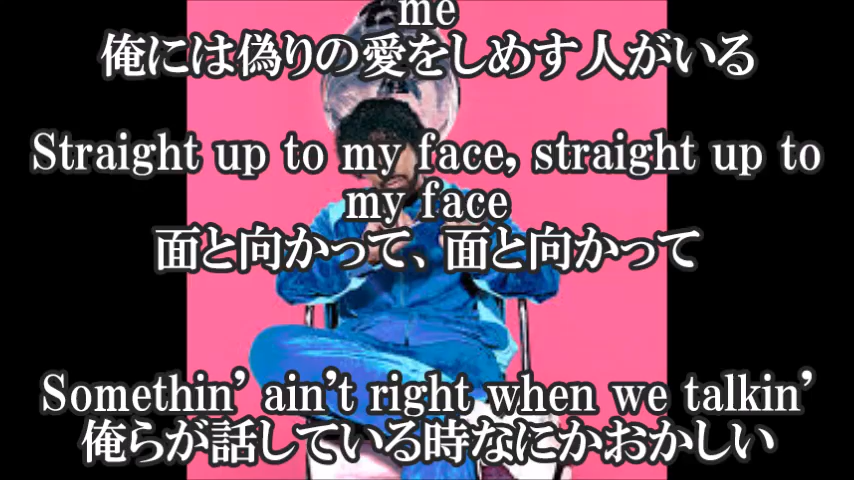 me
俺には偽りの愛をしめす人がいる
Straight up to my face, straight up to
my face
面と向かって、面と向かって
Somethin' ain't right when we talkin'
俺らが話している時なにかおかしい